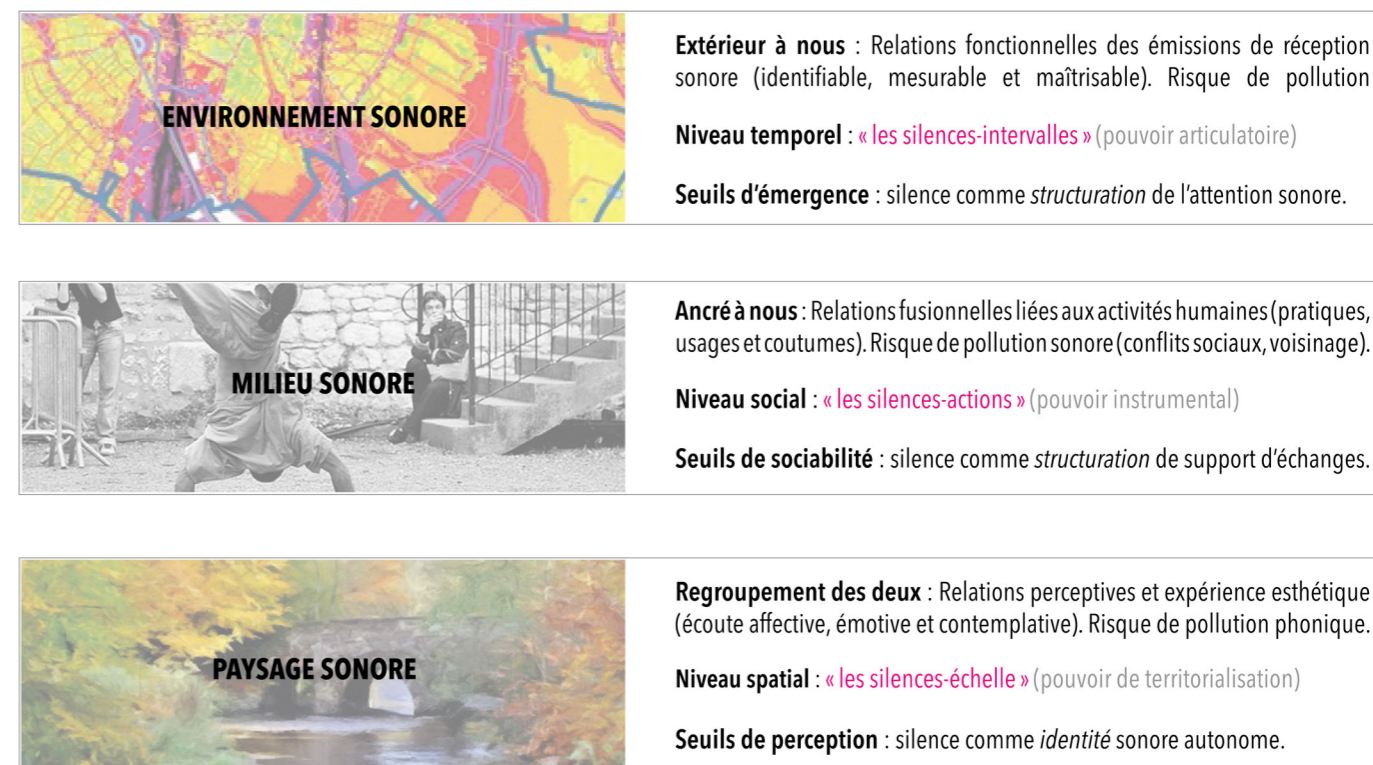 ENVIRONNEMENT SONORE
Extérieur à nous : Relations fonctionnelles des émissions de réception
sonore (identifiable, mesurable et maîtrisable). Risque de pollution
Niveau temporel : « les silences-intervalles » (pouvoir articulatoire)
Seuils d’émergence : silence comme structuration de l’attention sonore.
MILIEU SONORE
Ancré à nous : Relations fusionnelles liées aux activités humaines (pratiques,
usages et coutumes). Risque de pollution sonore (conflits sociaux, voisinage).
Niveau social : « les silences-actions » (pouvoir instrumental)
Seuils de sociabilité : silence comme structuration de support d’échanges.
PAYSAGE SONORE
Regroupement des deux : Relations perceptives et expérience esthétique
(écoute affective, émotive et contemplative). Risque de pollution phonique.
Niveau spatial : « les silences-échelle » (pouvoir de territorialisation)
Seuils de perception : silence comme identité sonore autonome.